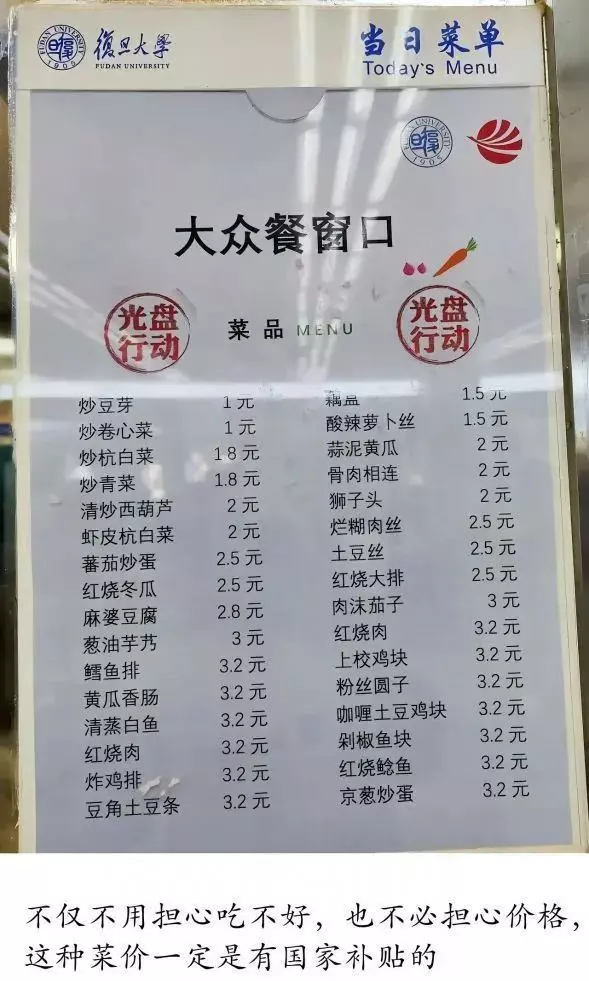 FUDAN UNIVERSITY
1905
復旦大學
FUDAN UNIVERSITY
当日菜单
Today's Menu
FUDAN UNIVERSITY
1905
大众餐窗口
光盘
行动
菜品 MENU
光盘
行动
炒豆芽 1元
炒卷心菜 1元
炒杭白菜 1.8元
炒青菜 1.8元
清炒西葫芦 2元
虾皮杭白菜 2元
蕃茄炒蛋 2.5元
红烧冬瓜 2.5元
麻婆豆腐 2.8元
葱油芋艿 3元
鳕鱼排 3.2元
黄瓜香肠 3.2元
清蒸白鱼 3.2元
红烧肉 3.2元
炸鸡排 3.2元
豆角土豆条 3.2元
藕盒 1.5元
酸辣萝卜丝 1.5元
蒜泥黄瓜 2元
骨肉相连 2元
狮子头 2元
烂糊肉丝 2.5元
土豆丝 2.5元
红烧大排 2.5元
肉沫茄子 3元
红烧肉 3.2元
上校鸡块 3.2元
粉丝圆子 3.2元
咖喱土豆鸡块 3.2元
剁椒鱼块 3.2元
红烧鲶鱼 3.2元
京葱炒蛋 3.2元
不仅不用担心吃不好，也不必担心价格，
这种菜价一定是有国家补贴的